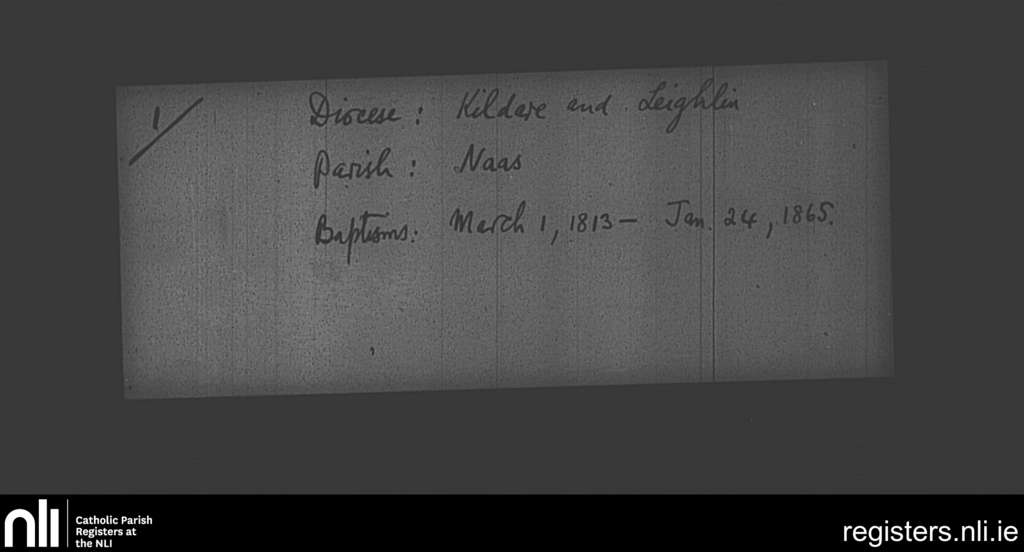 1/
Diocese: Kildare and Leighlin
Parish: Naas
Baptisms: March 1, 1813 - Jan. 24, 1865.
nli
Catholic Parish
Registers at
the NLI
registers.nli.ie